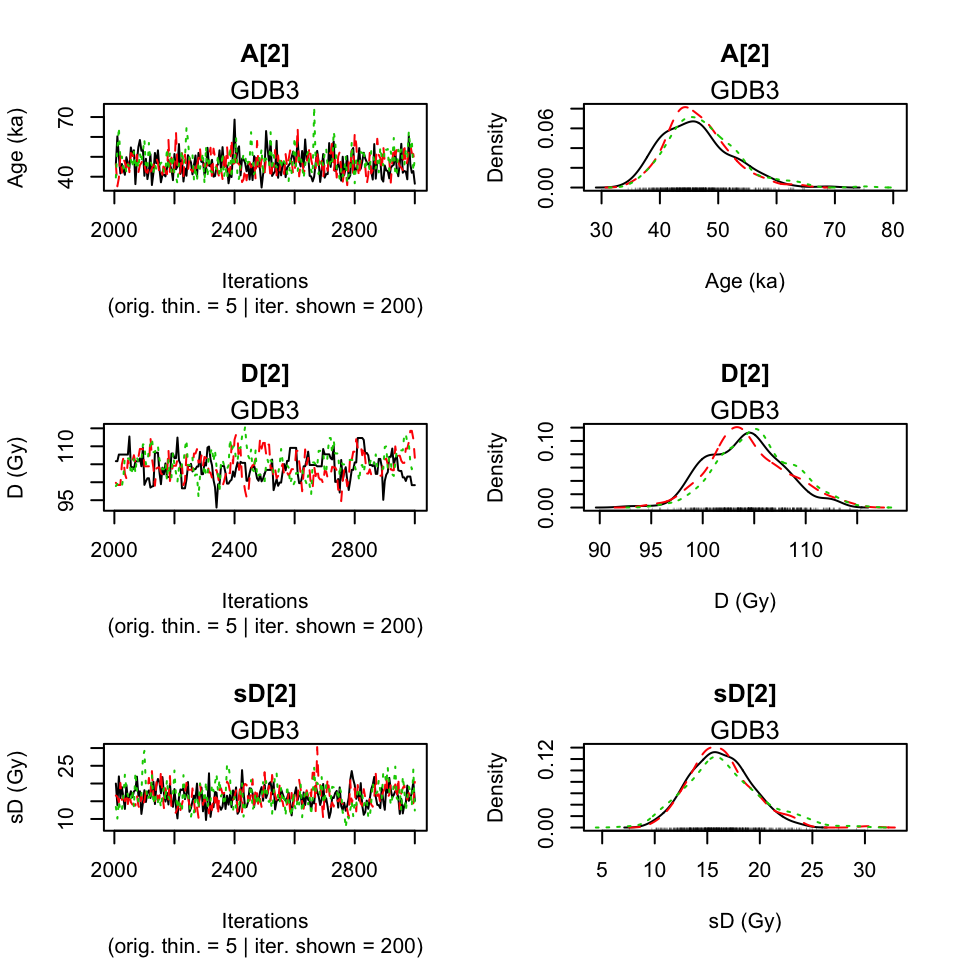 A[2]
GDB3
Age (ka)
70
40
2000 2400 2800
Iterations
(orig. thin. = 5 | iter. shown = 200)
A[2]
GDB3
Density
0.06
0.00
30 40 50 60 70 80
Age (ka)
D[2]
GDB3
D (Gy)
110
95
2000 2400 2800
Iterations
(orig. thin. = 5 | iter. shown = 200)
D[2]
GDB3
Density
0.10
0.00
90 95 100 110
D (Gy)
sD[2]
GDB3
sD (Gy)
25
10
2000 2400 2800
Iterations
(orig. thin. = 5 | iter. shown = 200)
sD[2]
GDB3
Density
0.12
0.00
5 10 15 20 25 30
sD (Gy)